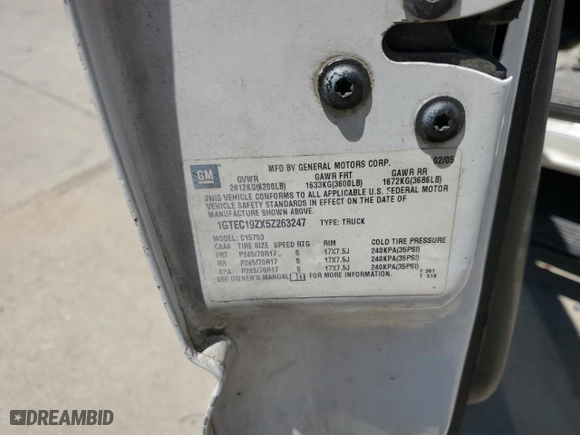 GM
MFD BY GENERAL MOTORS CORP. 02/05
GVWR GAWR FRT GAWR RR
2812KG(6200LB) 1633KG(3600LB) 1672KG(3686LB)
THIS VEHICLE CONFORMS TO ALL APPLICABLE U.S. FEDERAL MOTOR
VEHICLE SAFETY STANDARDS IN EFFECT ON THE DATE OF
MANUFACTURE SHOWN ABOVE.
1GTEC19ZX5Z263247 TYPE: TRUCK
MODEL: C15753
TIRE SIZE SPEED RTG RIM COLD TIRE PRESSURE
FRT P245/70R17 S 17X7.5J 240KPA(35PSI)
RR P245/70R17 S 17X7.5J 240KPA(35PSI)
SPA P245/70R17 S 17X7.5J 240KPA(35PSI)
SEE OWNER'S MANUAL FOR MORE INFORMATION.
DREAMBID